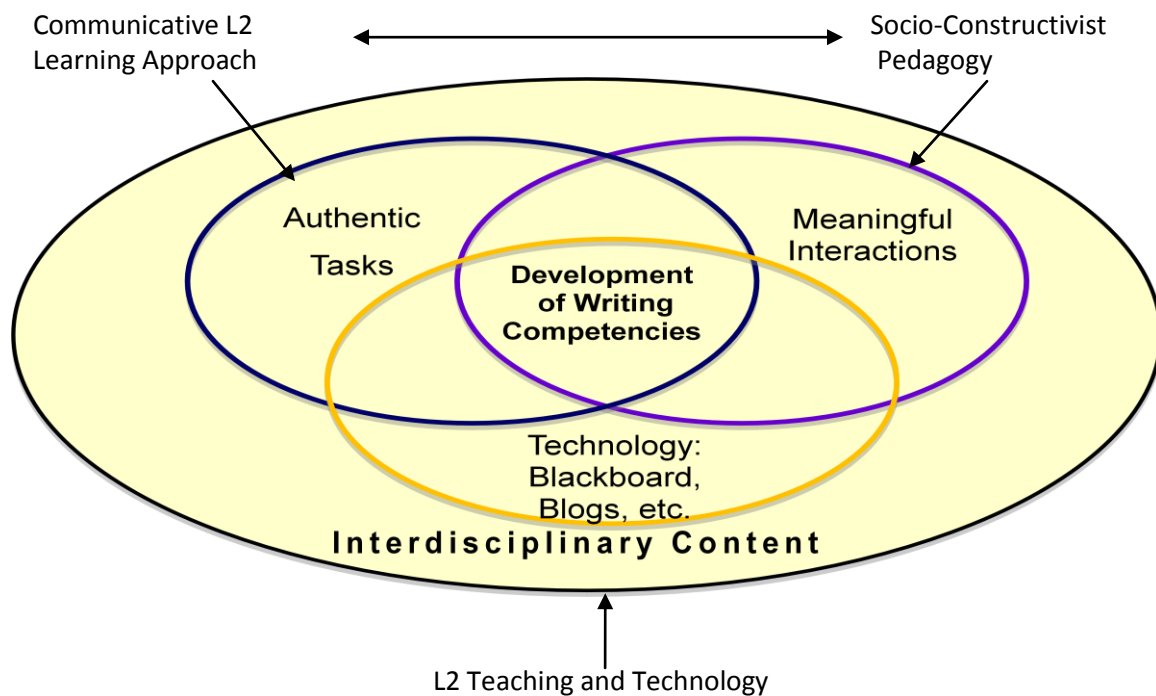 Communicative L2
Learning Approach
Socio-Constructivist
Pedagogy
Authentic
Tasks
Meaningful
Interactions
Development
of Writing
Competencies
Technology:
Blackboard,
Blogs, etc.
Interdisciplinary Content
L2 Teaching and Technology